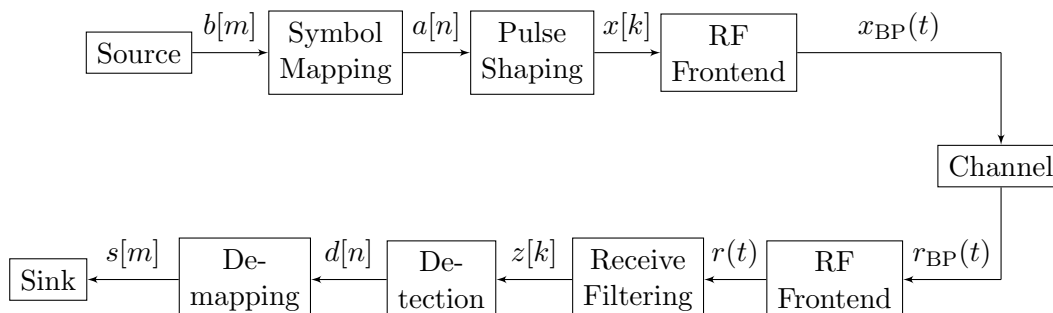 b[m] a[n] x[k] x_BP(t)
Source Symbol Mapping Pulse Shaping RF Frontend
Channel
s[m] d[n] z[k] r(t) r_BP(t)
Sink De-mapping De-tection Receive Filtering RF Frontend